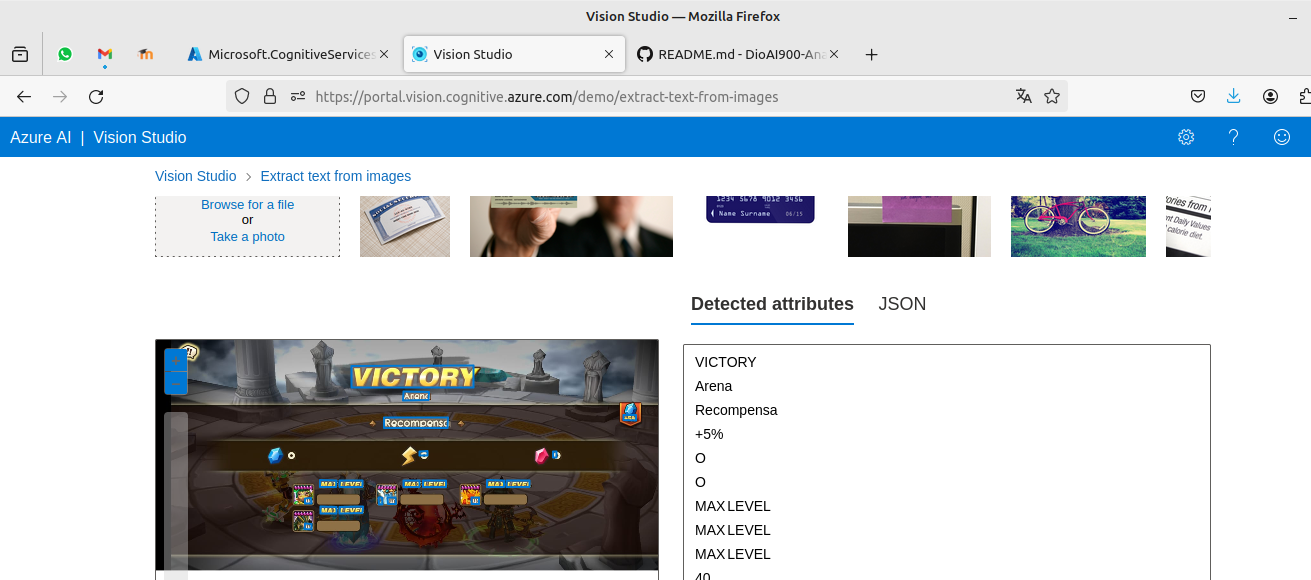 Vision Studio — Mozilla Firefox
Microsoft.CognitiveServices
Vision Studio
README.md - DioAI900-Ana
https://portal.vision.cognitive.azure.com/demo/extract-text-from-images
Azure AI | Vision Studio
Vision Studio > Extract text from images
Browse for a file
or
Take a photo
1234 5678 9012 3456
Name Surname 06/15
ories from
nt Daily Values
calorie diet.
Detected attributes
JSON
VICTORY
Arena
Recompensa
MAX LEVEL
MAX LEVEL
MAX LEVEL
MAX LEVEL
VICTORY
Arena
Recompensa
+5%
O
O
MAX LEVEL
MAX LEVEL
MAX LEVEL
40